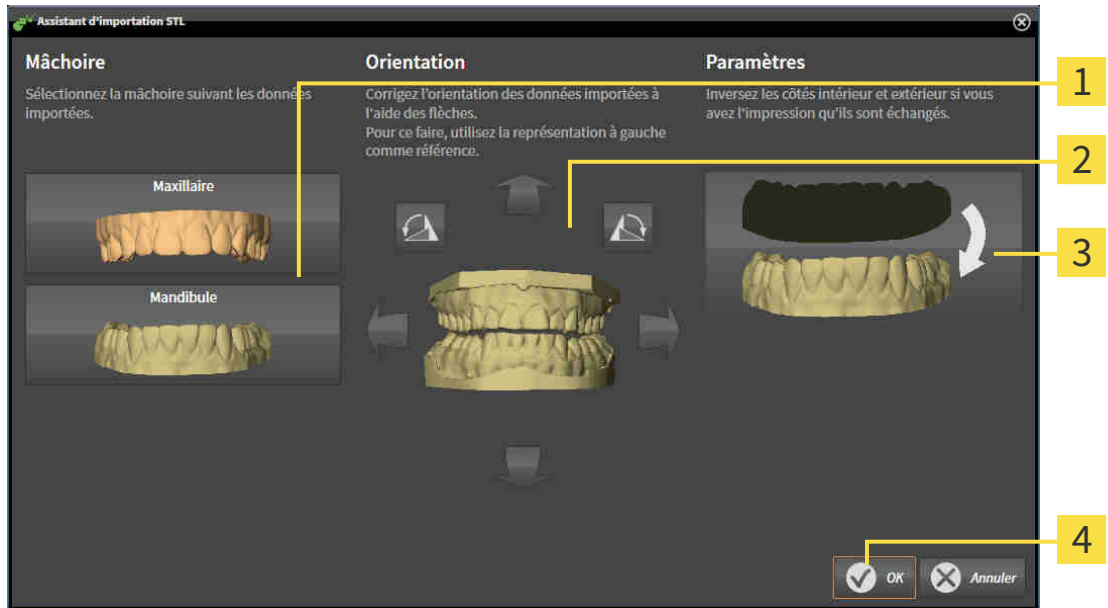 Assistant d'importation STL
Mâchoire
Sélectionnez la mâchoire suivant les données
importées.
Maxillaire
Mandibule
Orientation
Corrigez l'orientation des données importées à
l'aide des flèches.
Pour ce faire, utilisez la représentation à gauche
comme référence.
Paramètres
Inversez les côtés intérieur et extérieur si vous
avez l'impression qu'ils sont échangés.
OK
Annuler
1
2
3
4